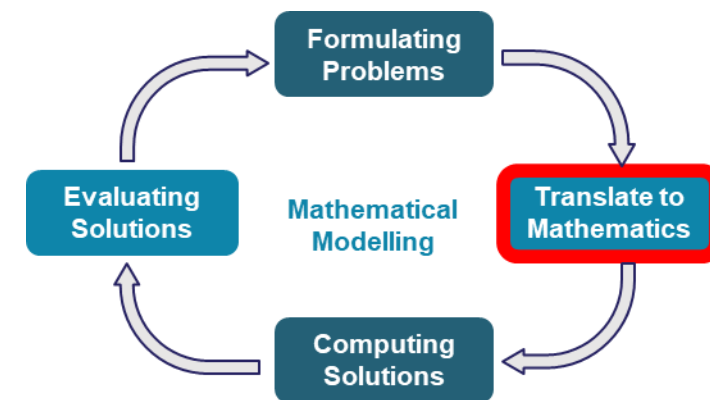 Formulating
Problems
Evaluating
Solutions
Mathematical
Modelling
Translate to
Mathematics
Computing
Solutions